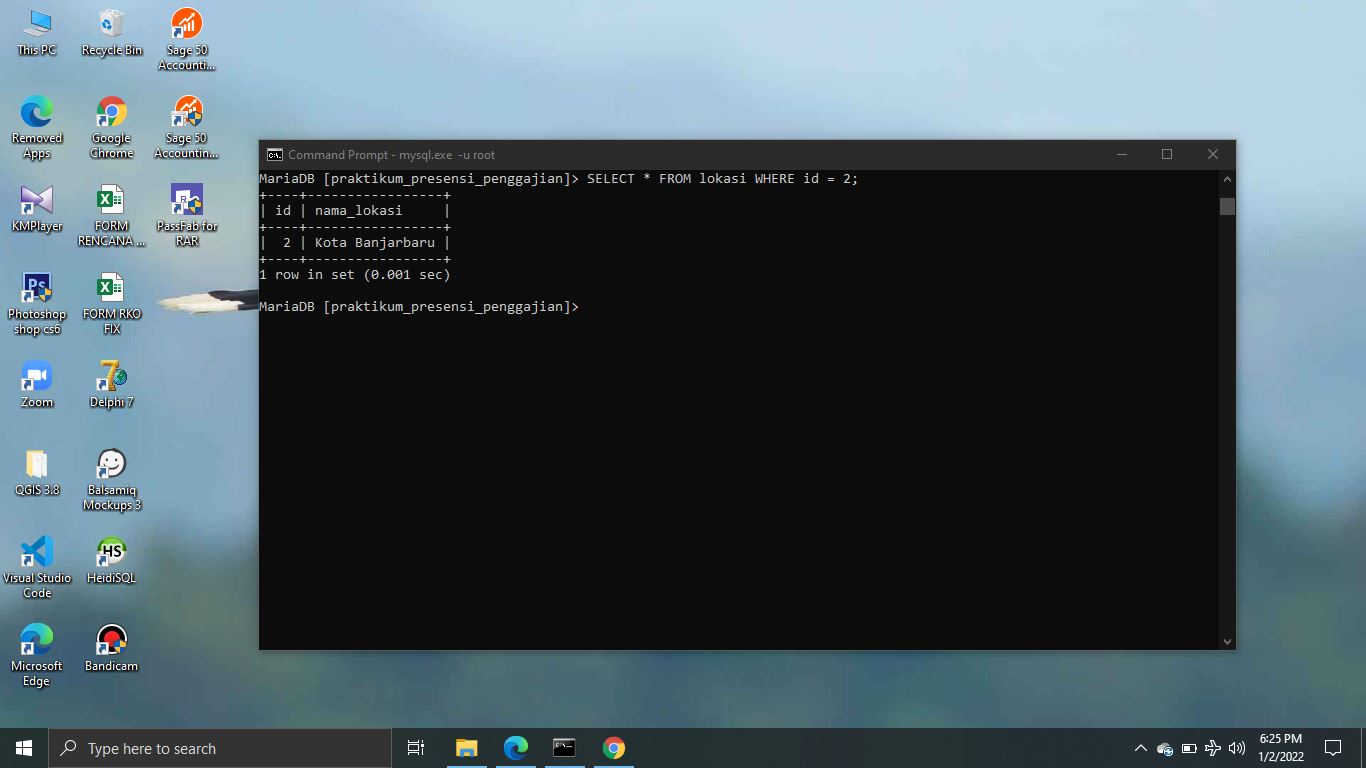 This PC
Recycle Bin
Sage 50
Accounti...
Removed
Apps
Google
Chrome
Sage 50
Accountin...
KMPlayer
FORM
RENCANA ...
PassFab for
RAR
Photoshop
shop cs6
FORM RKO
FIX
Zoom
Delphi 7
QGIS 3.8
Balsamiq
Mockups 3
Visual Studio
Code
HeidiSQL
Microsoft
Edge
Bandicam
Command Prompt - mysql.exe -u root
MariaDB [praktikum_presensi_penggajian]> SELECT * FROM lokasi WHERE id = 2;
+----+-----------------+
| id | nama_lokasi     |
+----+-----------------+
|  2 | Kota Banjarbaru |
+----+-----------------+
1 row in set (0.001 sec)
MariaDB [praktikum_presensi_penggajian]>
Type here to search
6:25 PM
1/2/2022